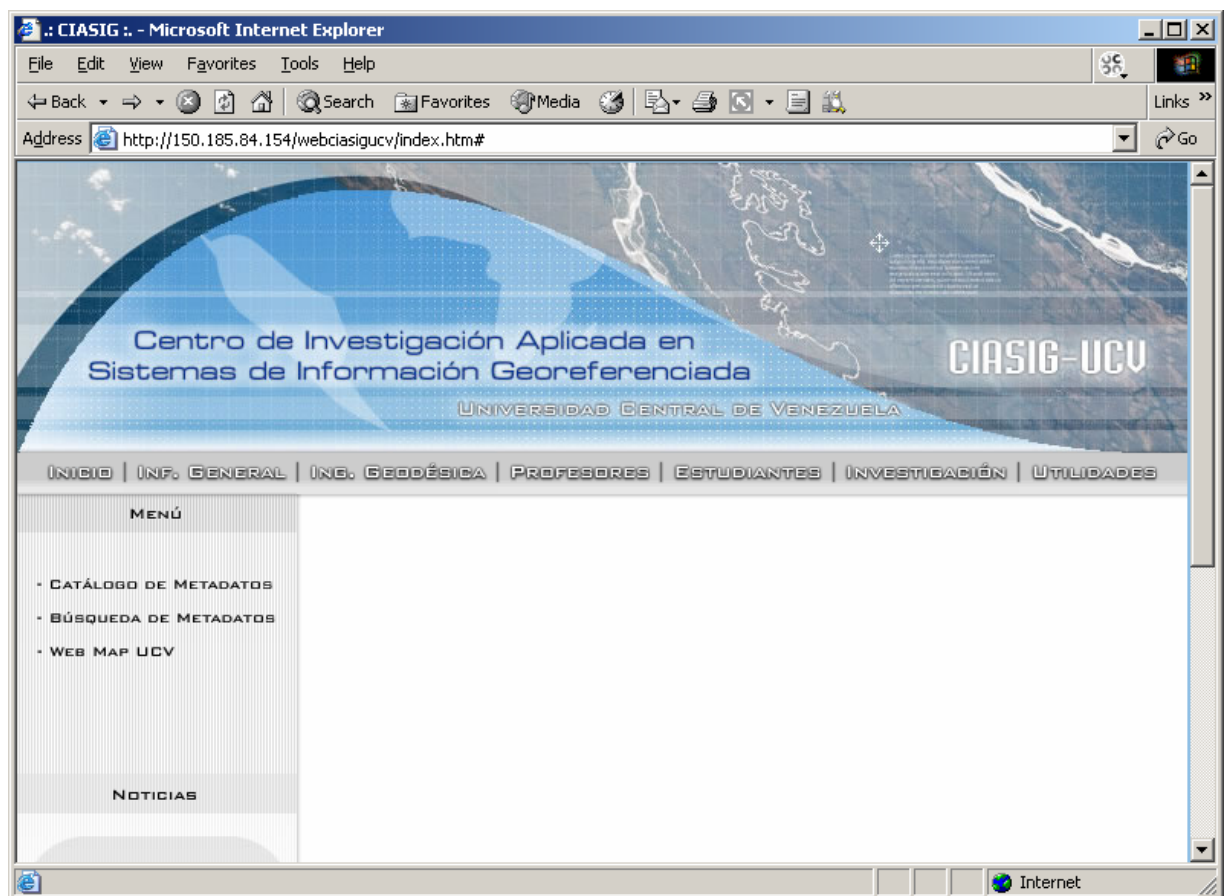 .: CIASIG :. - Microsoft Internet Explorer
File Edit View Favorites Tools Help
Back Search Favorites Media Links »
Address http://150.185.84.154/webciasigucv/index.htm# Go
Centro de Investigación Aplicada en
Sistemas de Información Georeferenciada
CIASIG-UCV
Universidad Central de Venezuela
Inicio | Inf. General | Ing. Geodésica | Profesores | Estudiantes | Investigación | Utilidades
Menú
- Catálogo de Metadatos
- Búsqueda de Metadatos
- Web Map UCV
Noticias
Internet